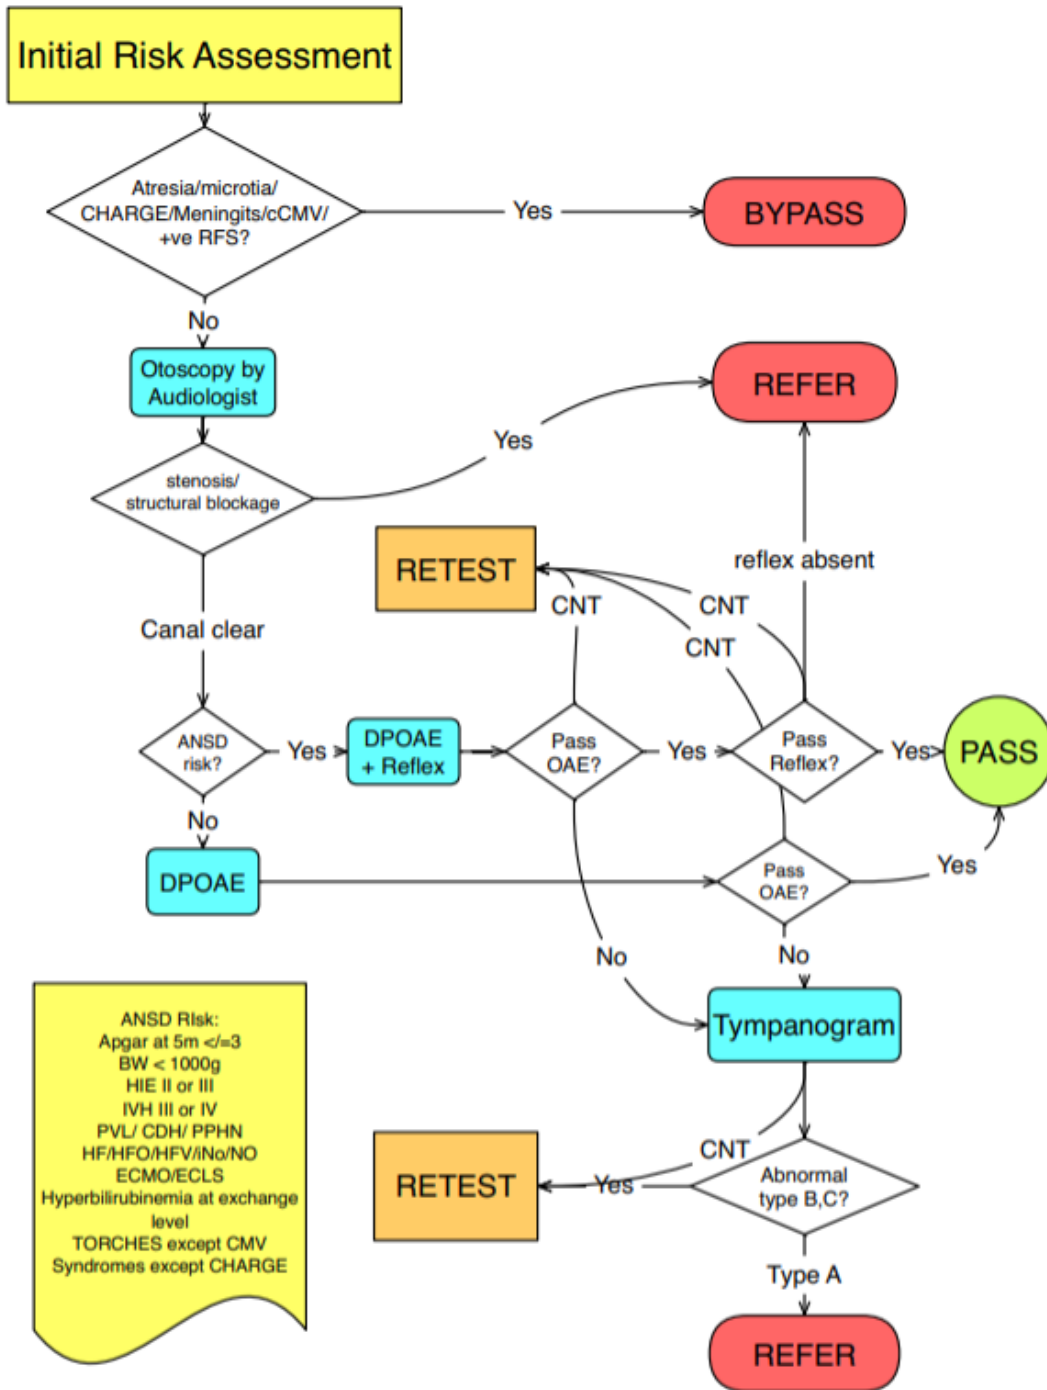 Initial Risk Assessment
Atresia/microtia/
CHARGE/Meningits/cCMV/
+ve RFS?
Yes
BYPASS
No
Otoscopy by
Audiologist
REFER
Yes
stenosis/
structural blockage
RETEST
reflex absent
CNT
CNT
CNT
Canal clear
ANSD
risk?
Yes
DPOAE
+ Reflex
Pass
OAE?
Yes
Pass
Reflex?
Yes
PASS
No
DPOAE
Pass
OAE?
Yes
No
No
Tympanogram
ANSD RIsk:
Apgar at 5m </=3
BW < 1000g
HIE II or III
IVH III or IV
PVL/ CDH/ PPHN
HF/HFO/HFV/iNo/NO
ECMO/ECLS
Hyperbilirubinemia at exchange
level
TORCHES except CMV
Syndromes except CHARGE
CNT
RETEST
Yes
Abnormal
type B,C?
Type A
REFER